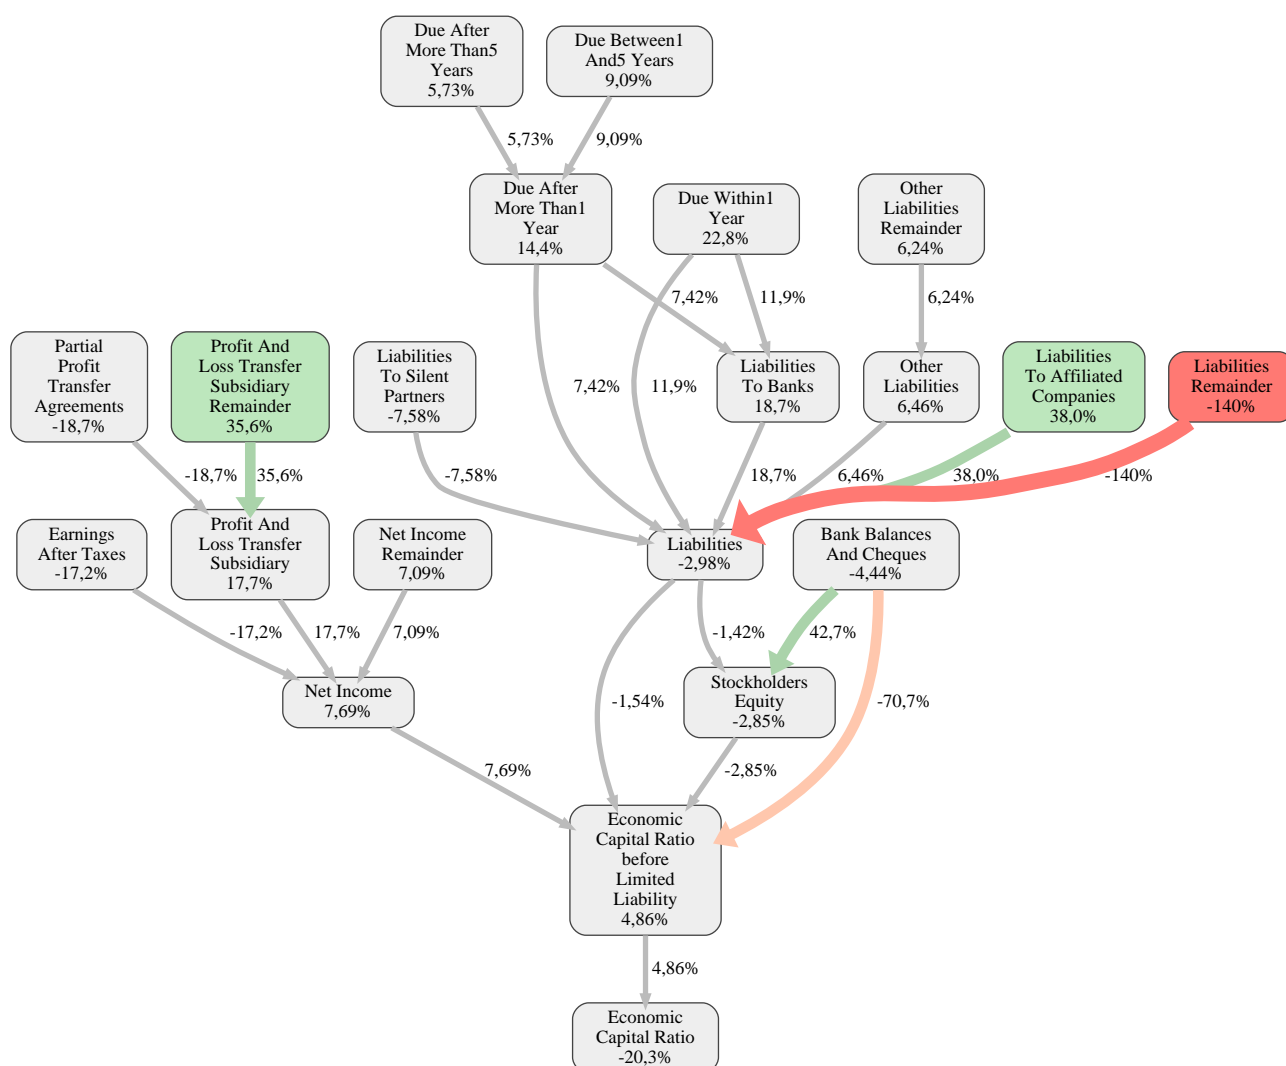 Due After
More Than5
Years
5,73%
Due Between1
And5 Years
9,09%
5,73%
9,09%
Due After
More Than1
Year
14,4%
Due Within1
Year
22,8%
Other
Liabilities
Remainder
6,24%
7,42%
11,9%
6,24%
Partial
Profit
Transfer
Agreements
-18,7%
Profit And
Loss Transfer
Subsidiary
Remainder
35,6%
Liabilities
To Silent
Partners
-7,58%
7,42%
11,9%
Liabilities
To Banks
18,7%
Other
Liabilities
6,46%
Liabilities
To Affiliated
Companies
38,0%
Liabilities
Remainder
-140%
-18,7%
35,6%
-7,58%
18,7%
6,46%
38,0%
-140%
Earnings
After Taxes
-17,2%
Profit And
Loss Transfer
Subsidiary
17,7%
Net Income
Remainder
7,09%
Liabilities
-2,98%
Bank Balances
And Cheques
-4,44%
-17,2%
17,7%
7,09%
-1,42%
42,7%
Net Income
7,69%
-1,54%
Stockholders
Equity
-2,85%
-70,7%
7,69%
-2,85%
Economic
Capital Ratio
before
Limited
Liability
4,86%
4,86%
Economic
Capital Ratio
-20,3%